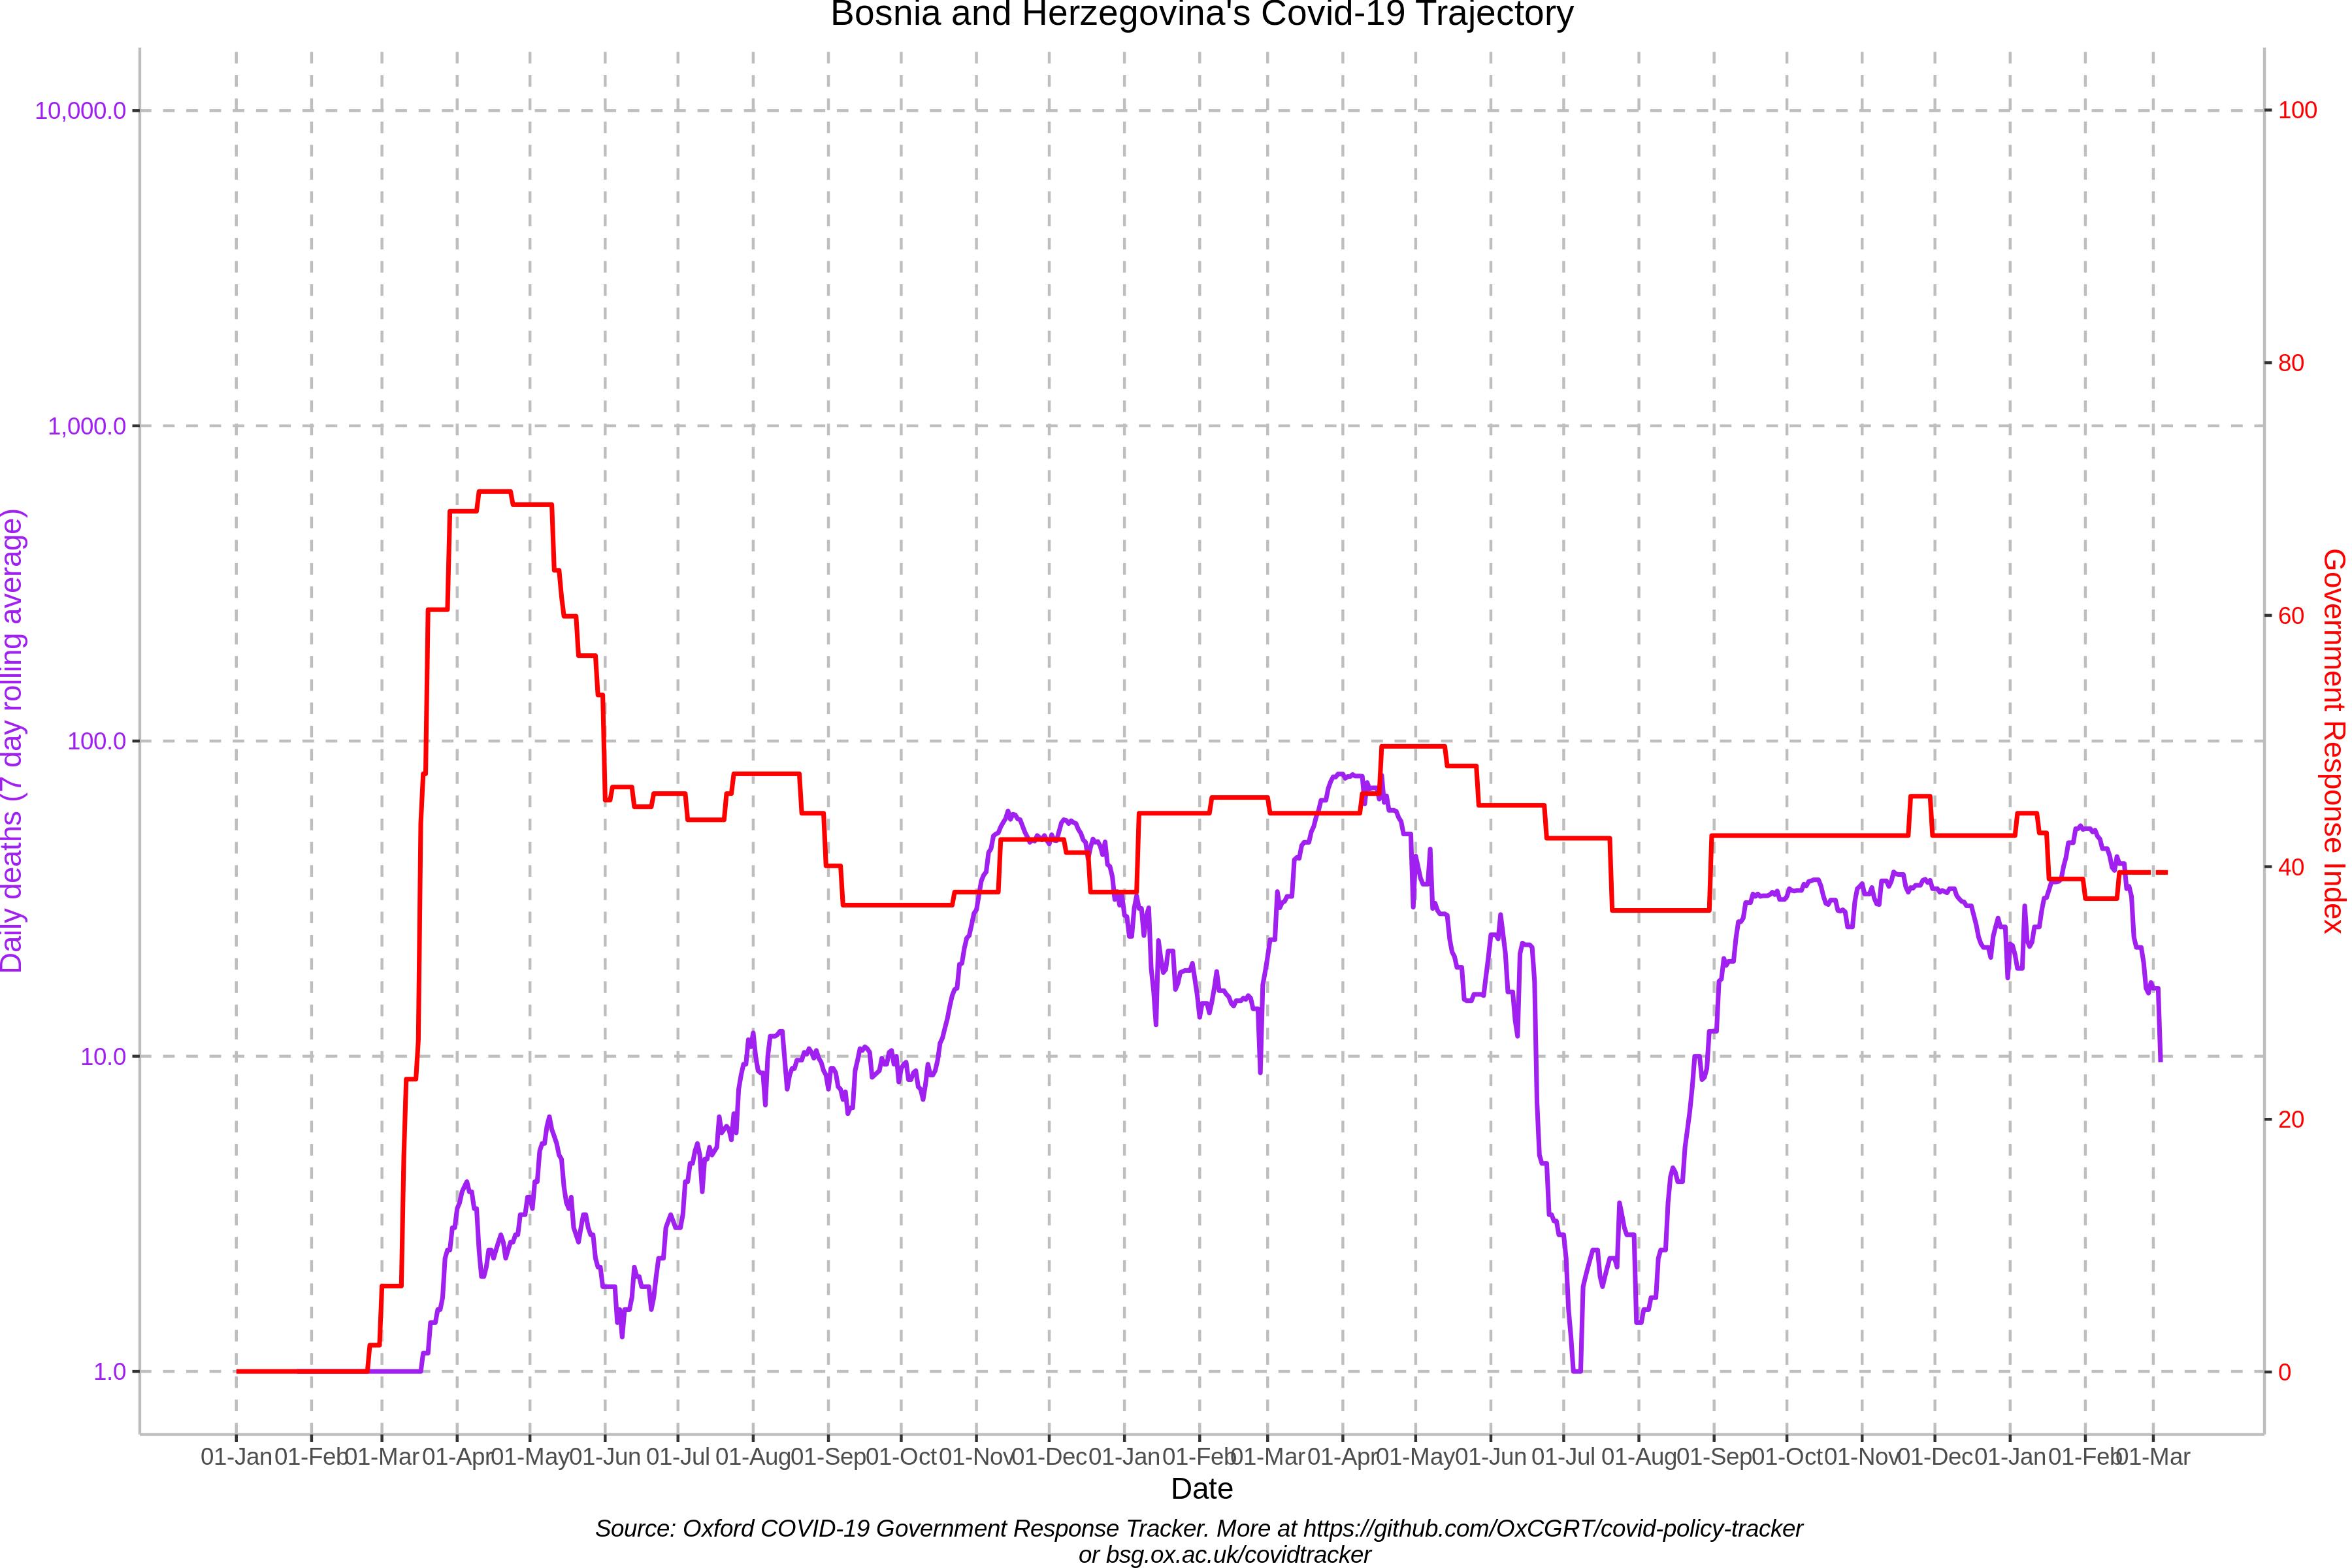 Bosnia and Herzegovina's Covid-19 Trajectory
10,000.0
1,000.0
100.0
10.0
1.0
Daily deaths (7 day rolling average)
100
80
60
40
20
0
Government Response Index
01-Jan 01-Feb 01-Mar 01-Apr 01-May 01-Jun 01-Jul 01-Aug 01-Sep 01-Oct 01-Nov 01-Dec 01-Jan 01-Feb 01-Mar 01-Apr 01-May 01-Jun 01-Jul 01-Aug 01-Sep 01-Oct 01-Nov 01-Dec 01-Jan 01-Feb 01-Mar
Date
Source: Oxford COVID-19 Government Response Tracker. More at https://github.com/OxCGRT/covid-policy-tracker
or bsg.ox.ac.uk/covidtracker